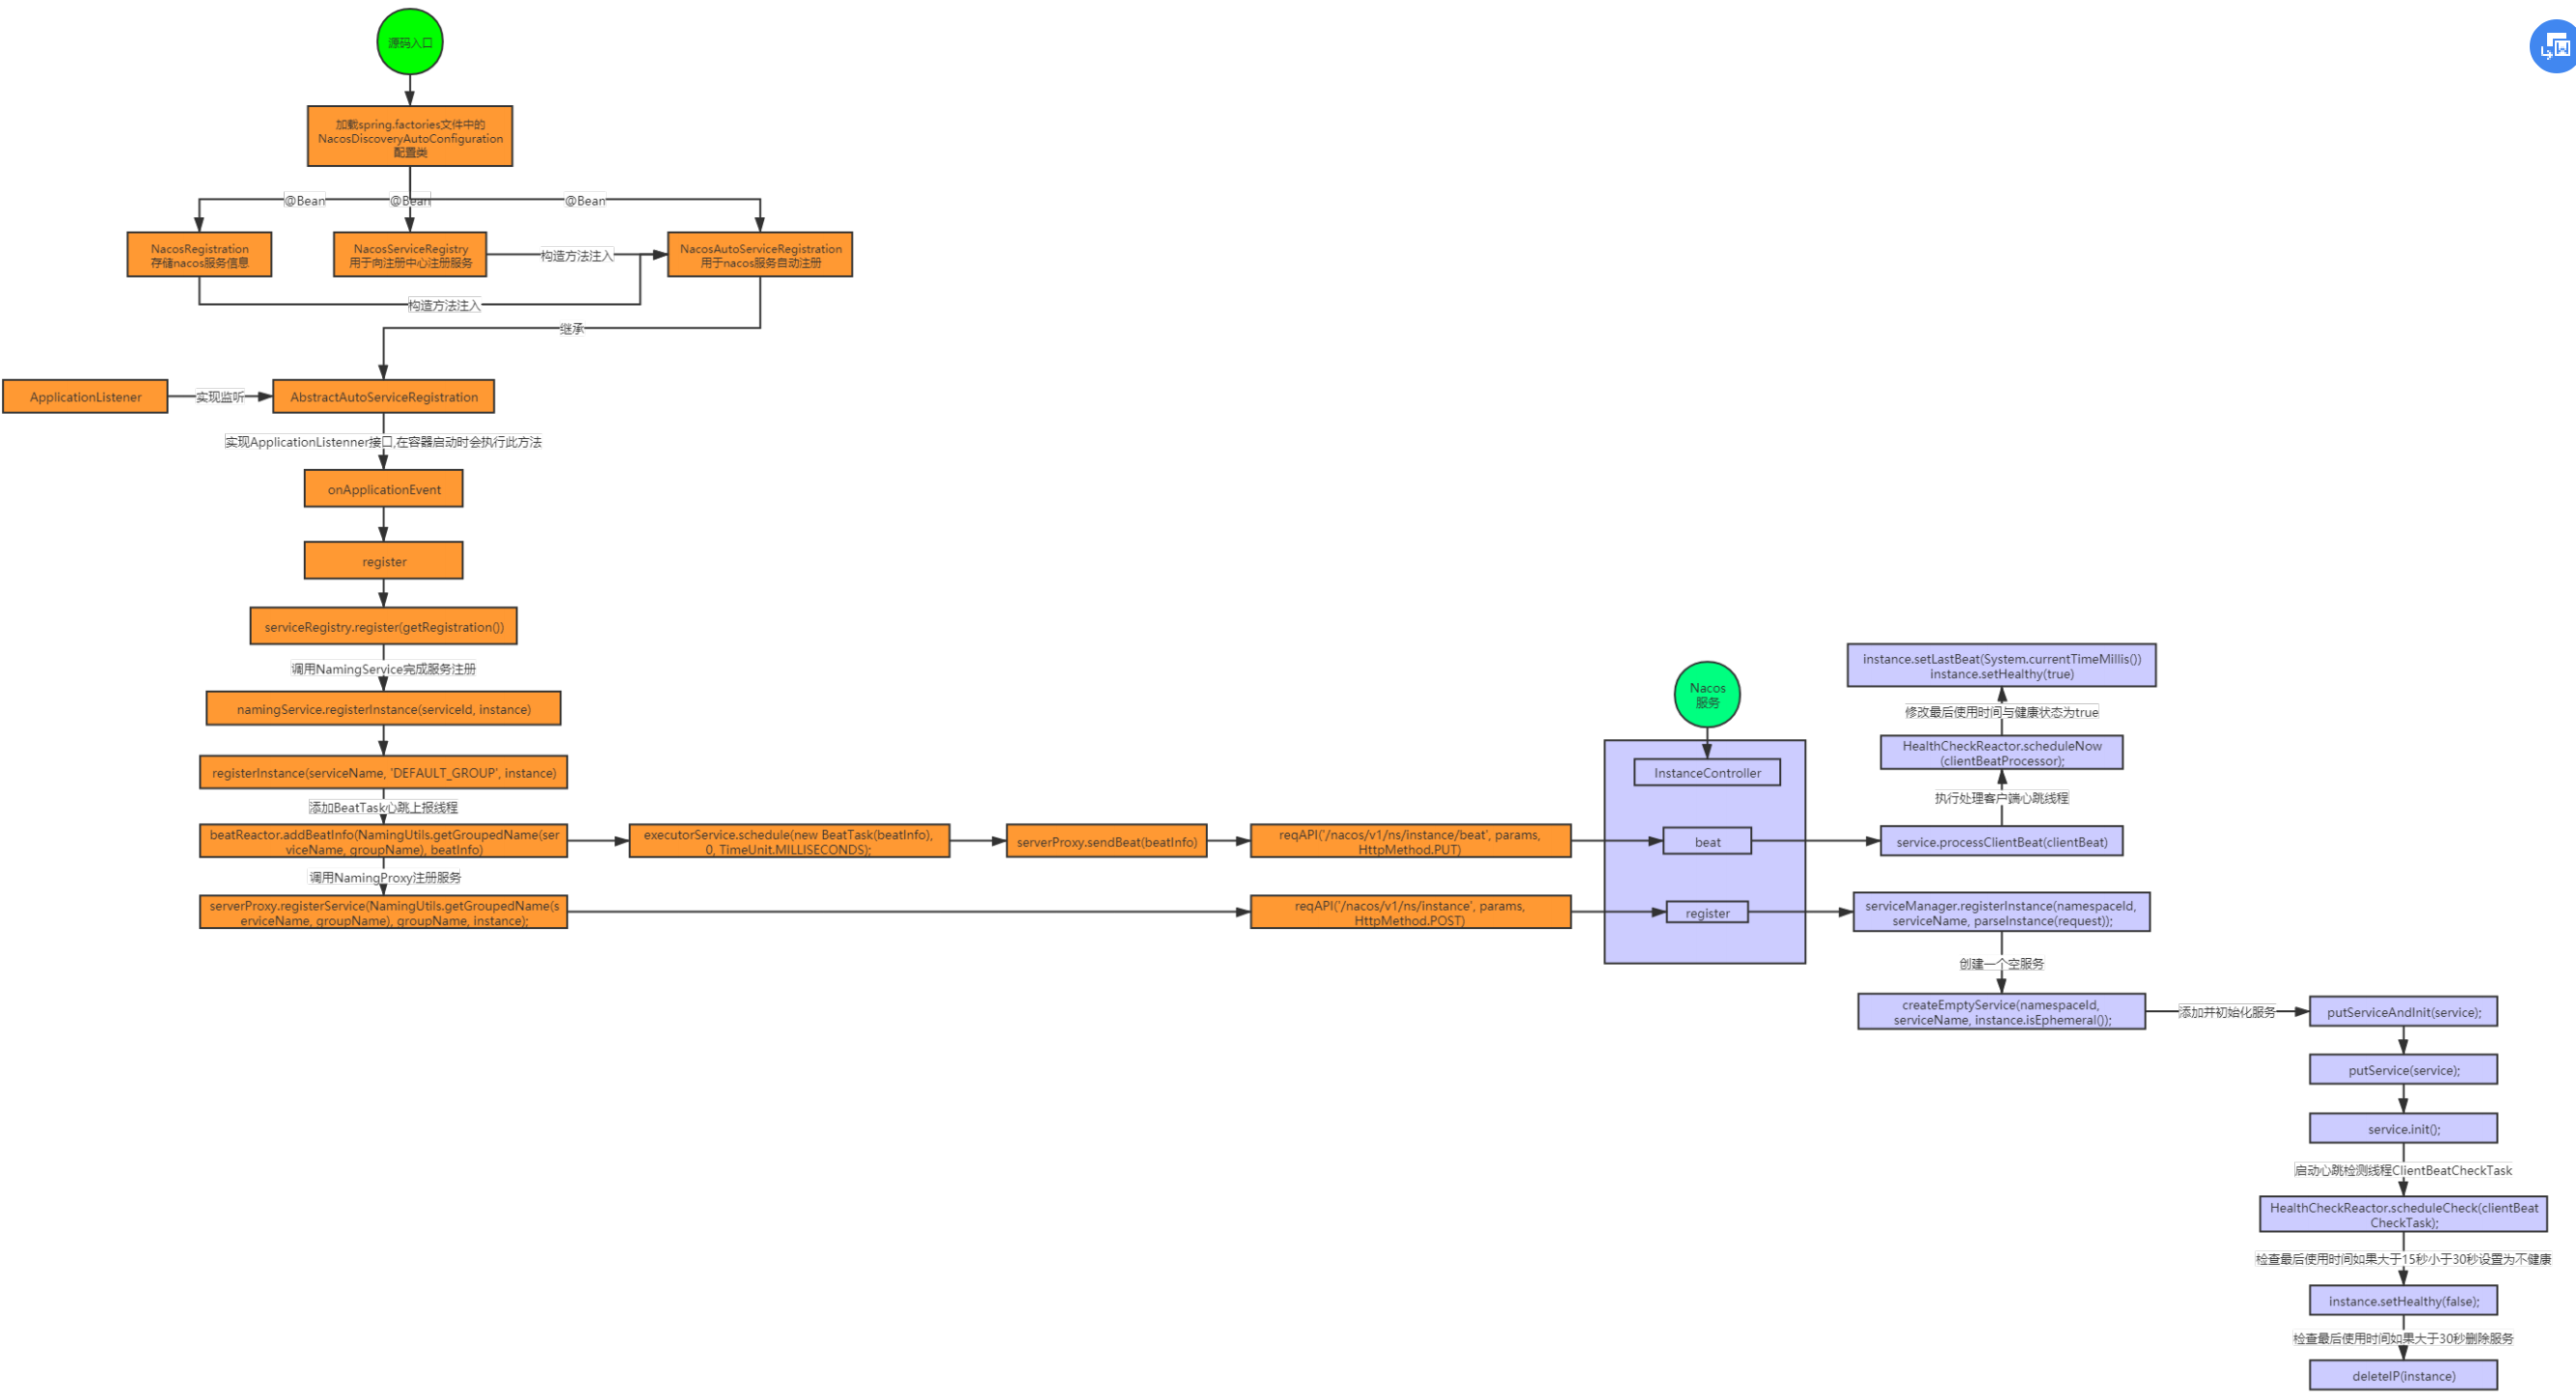 源码入口
加载spring.factories文件中的
NacosDiscoveryAutoConfiguration
配置类
@Bean
@Bean
@Bean
NacosRegistration
存储nacos服务信息
NacosServiceRegistry
用于向注册中心注册服务
构造方法注入
NacosAutoServiceRegistration
用于nacos服务自动注册
构造方法注入
继承
ApplicationListener
实现监听
AbstractAutoServiceRegistration
实现ApplicationListenner接口,在容器启动时会执行此方法
onApplicationEvent
register
serviceRegistry.register(getRegistration())
调用NamingService完成服务注册
namingService.registerInstance(serviceId, instance)
registerInstance(serviceName, 'DEFAULT_GROUP', instance)
添加BeatTask心跳上报线程
beatReactor.addBeatInfo(NamingUtils.getGroupedName(ser
viceName, groupName), beatInfo)
executorService.schedule(new BeatTask(beatInfo),
0, TimeUnit.MILLISECONDS);
serverProxy.sendBeat(beatInfo)
reqAPI('/nacos/v1/ns/instance/beat', params,
HttpMethod.PUT)
调用NamingProxy注册服务
serverProxy.registerService(NamingUtils.getGroupedName(s
erviceName, groupName), groupName, instance);
reqAPI('/nacos/v1/ns/instance', params,
HttpMethod.POST)
Nacos
服务
InstanceController
beat
register
instance.setLastBeat(System.currentTimeMillis())
instance.setHealthy(true)
修改最后使用时间与健康状态为true
HealthCheckReactor.scheduleNow
(clientBeatProcessor);
执行处理客户端心跳线程
service.processClientBeat(clientBeat)
serviceManager.registerInstance(namespaceId,
serviceName, parseInstance(request));
创建一个空服务
createEmptyService(namespaceId,
serviceName, instance.isEphemeral());
添加并初始化服务
putServiceAndInit(service);
putService(service);
service.init();
启动心跳检测线程ClientBeatCheckTask
HealthCheckReactor.scheduleCheck(clientBeat
CheckTask);
检查最后使用时间如果大于15秒小于30秒设置为不健康
instance.setHealthy(false);
检查最后使用时间如果大于30秒删除服务
deleteIP(instance)